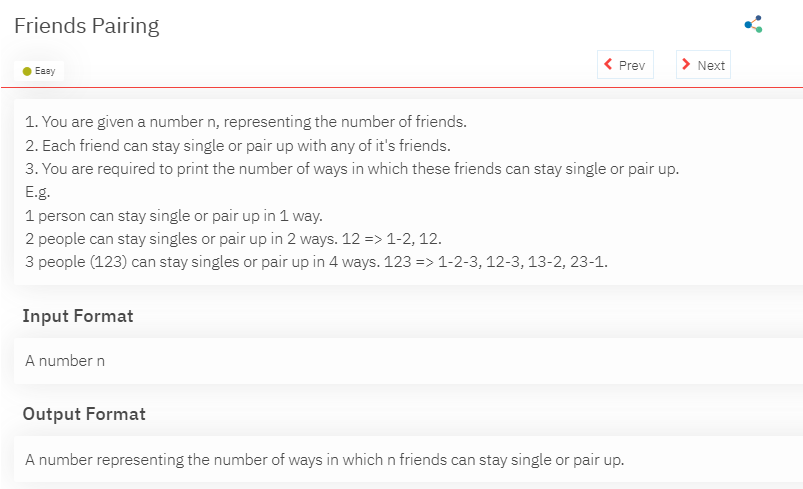 Friends Pairing
Easy
Prev
Next
1. You are given a number n, representing the number of friends.
2. Each friend can stay single or pair up with any of it's friends.
3. You are required to print the number of ways in which these friends can stay single or pair up.
E.g.
1 person can stay single or pair up in 1 way.
2 people can stay singles or pair up in 2 ways. 12 => 1-2, 12.
3 people (123) can stay singles or pair up in 4 ways. 123 => 1-2-3, 12-3, 13-2, 23-1.
Input Format
A number n
Output Format
A number representing the number of ways in which n friends can stay single or pair up.